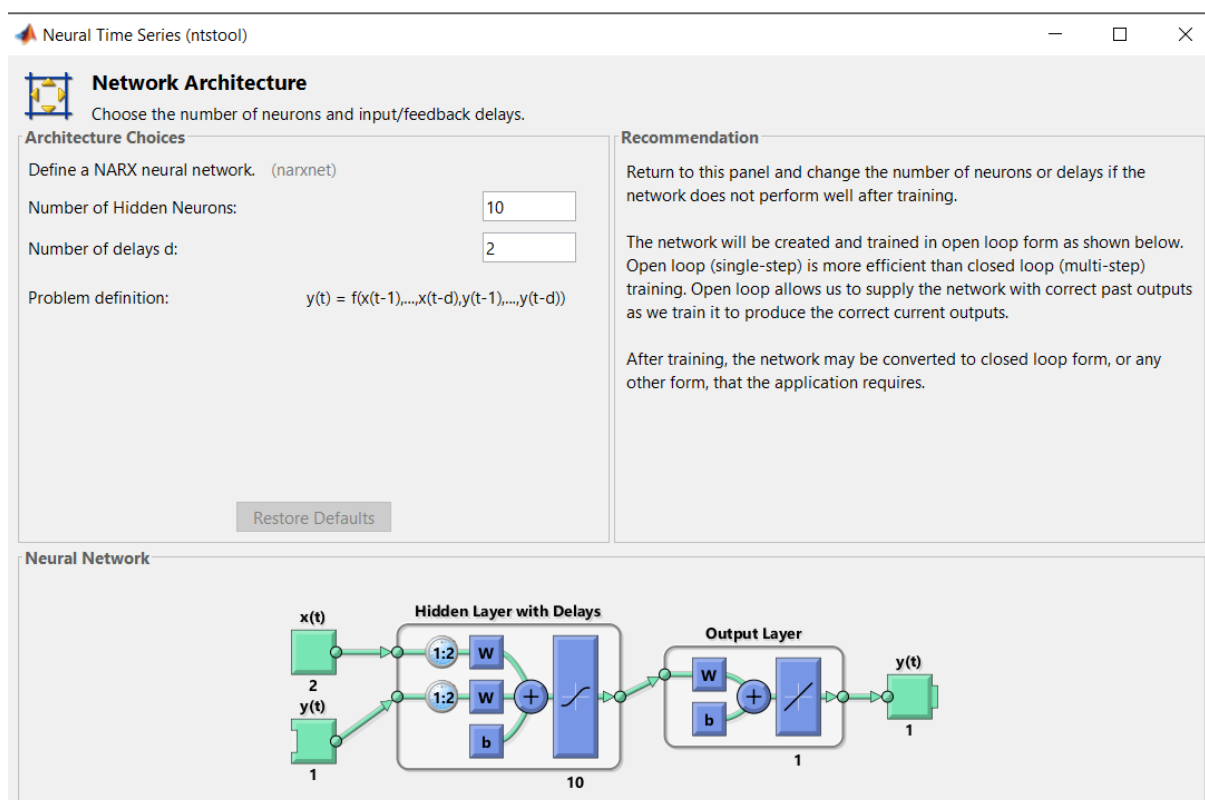 Neural Time Series (ntstool)
Network Architecture
Choose the number of neurons and input/feedback delays.
Architecture Choices
Define a NARX neural network. (narxnet)
Number of Hidden Neurons: 10
Number of delays d: 2
Problem definition: y(t) = f(x(t-1),...,x(t-d),y(t-1),...,y(t-d))
Restore Defaults
Recommendation
Return to this panel and change the number of neurons or delays if the
network does not perform well after training.
The network will be created and trained in open loop form as shown below.
Open loop (single-step) is more efficient than closed loop (multi-step)
training. Open loop allows us to supply the network with correct past outputs
as we train it to produce the correct current outputs.
After training, the network may be converted to closed loop form, or any
other form, that the application requires.
Neural Network
x(t)
2
y(t)
1
Hidden Layer with Delays
1:2 W
1:2 W +
b
10
Output Layer
W
+
b
1
y(t)
1